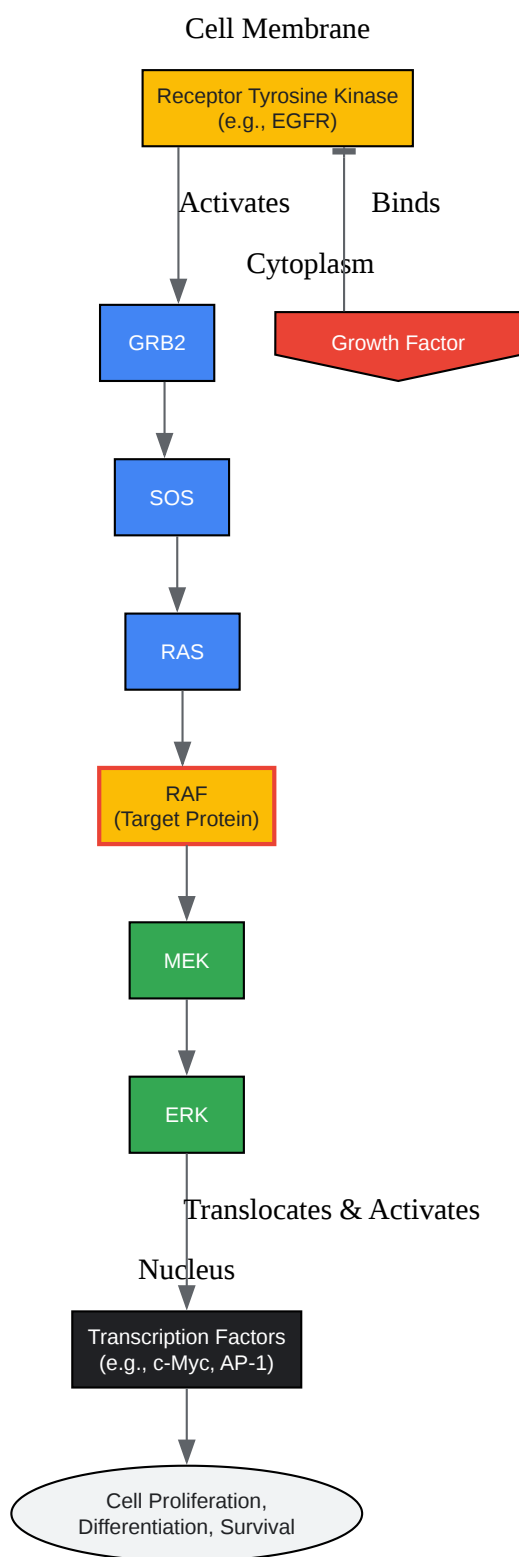 Cell Membrane
Receptor Tyrosine Kinase
(e.g., EGFR)
Activates
Binds
Cytoplasm
GRB2
Growth Factor
SOS
RAS
RAF
(Target Protein)
MEK
ERK
Translocates & Activates
Nucleus
Transcription Factors
(e.g., c-Myc, AP-1)
Cell Proliferation,
Differentiation, Survival